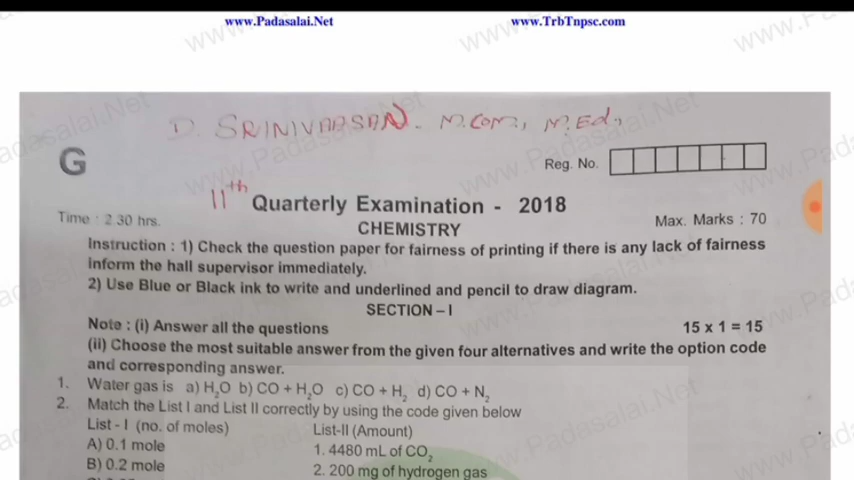 www.Padasalai.Net www.TrbTnpsc.com
D. SRINIVAASAN. M.COM., M.Ed.,
G
Reg. No.
11th Quarterly Examination - 2018
Time : 2.30 hrs. CHEMISTRY Max. Marks : 70
Instruction : 1) Check the question paper for fairness of printing if there is any lack of fairness
inform the hall supervisor immediately.
2) Use Blue or Black ink to write and underlined and pencil to draw diagram.
SECTION – I
Note : (i) Answer all the questions 15 x 1 = 15
(ii) Choose the most suitable answer from the given four alternatives and write the option code
and corresponding answer.
1. Water gas is a) H₂O b) CO + H₂O c) CO + H₂ d) CO + N₂
2. Match the List I and List II correctly by using the code given below
List - I (no. of moles) List-II (Amount)
A) 0.1 mole 1. 4480 mL of CO₂
B) 0.2 mole 2. 200 mg of hydrogen gas